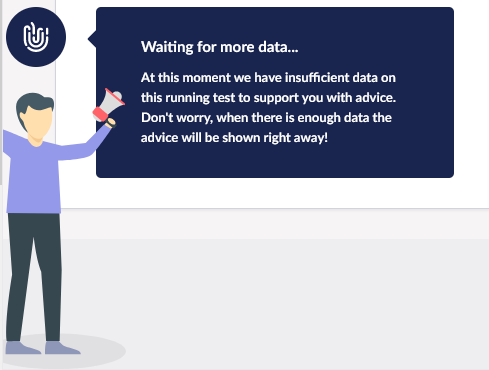 Waiting for more data...
At this moment we have insufficient data on
this running test to support you with advice.
Don't worry, when there is enough data the
advice will be shown right away!